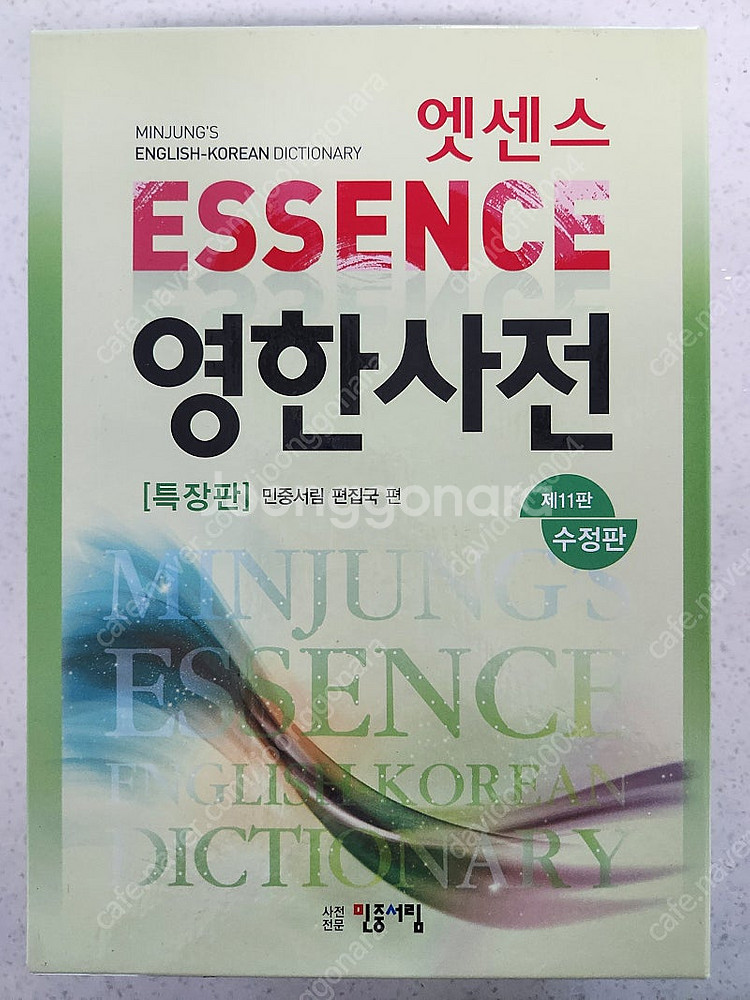 엣센스
MINJUNG'S
ENGLISH-KOREAN DICTIONARY
ESSENCE
영한사전
[특장판] 민중서림 편집국 편
제11판
수정판
joonggonara
MINJUNG'S
ESSENCE
ENGLISH KOREAN
DICTIONARY
사전
전문
민중서림